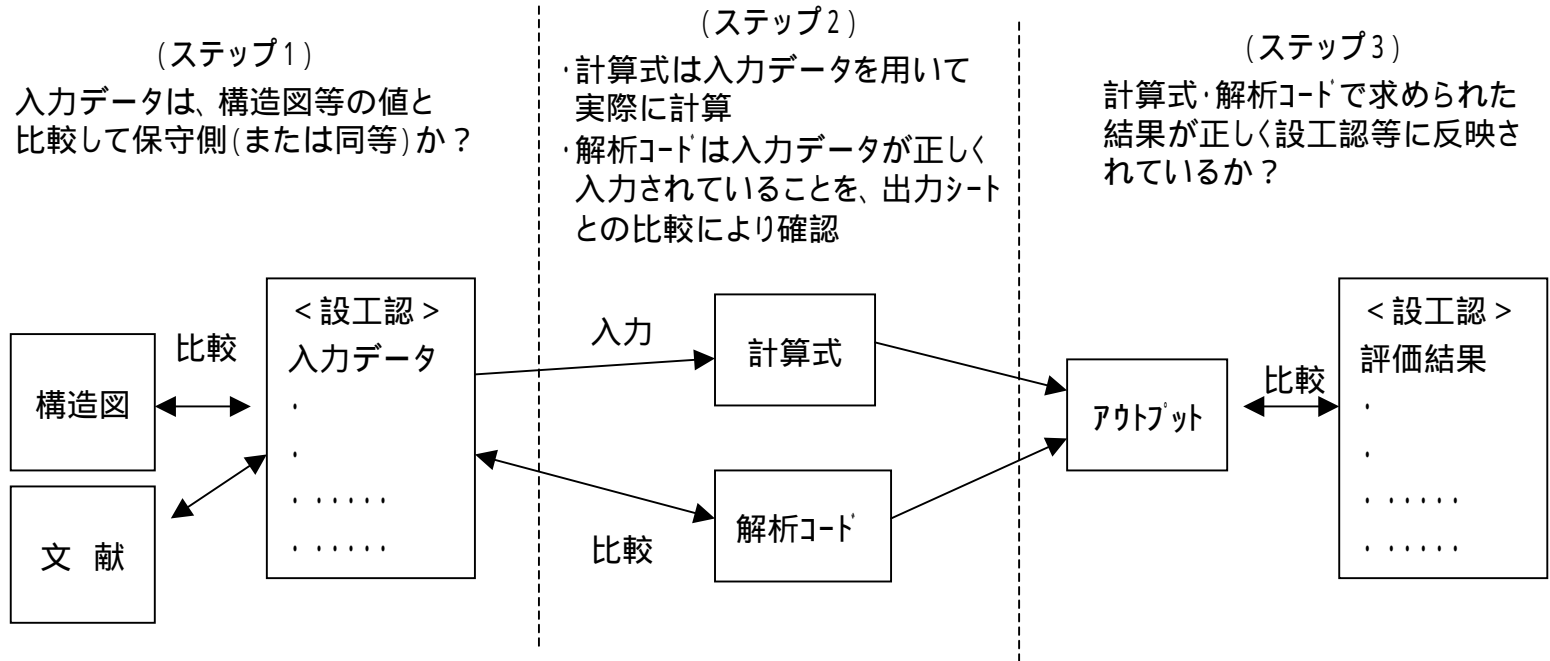 (ステップ1)
入力データは、構造図等の値と
比較して保守側(または同等)か？
(ステップ2)
・計算式は入力データを用いて
実際に計算
・解析ｺｰﾄﾞは入力データが正しく
入力されていることを、出力ｼｰﾄ
との比較により確認
(ステップ3)
計算式・解析ｺｰﾄﾞで求められた
結果が正しく設工認等に反映さ
れているか？
構造図
文 献
比較
<設工認>
入力データ
・
・
・・・・・・
・・・・・・
入力
比較
計算式
解析ｺｰﾄﾞ
ｱｳﾄﾌﾟｯﾄ
比較
<設工認>
評価結果
・
・
・・・・・・
・・・・・・